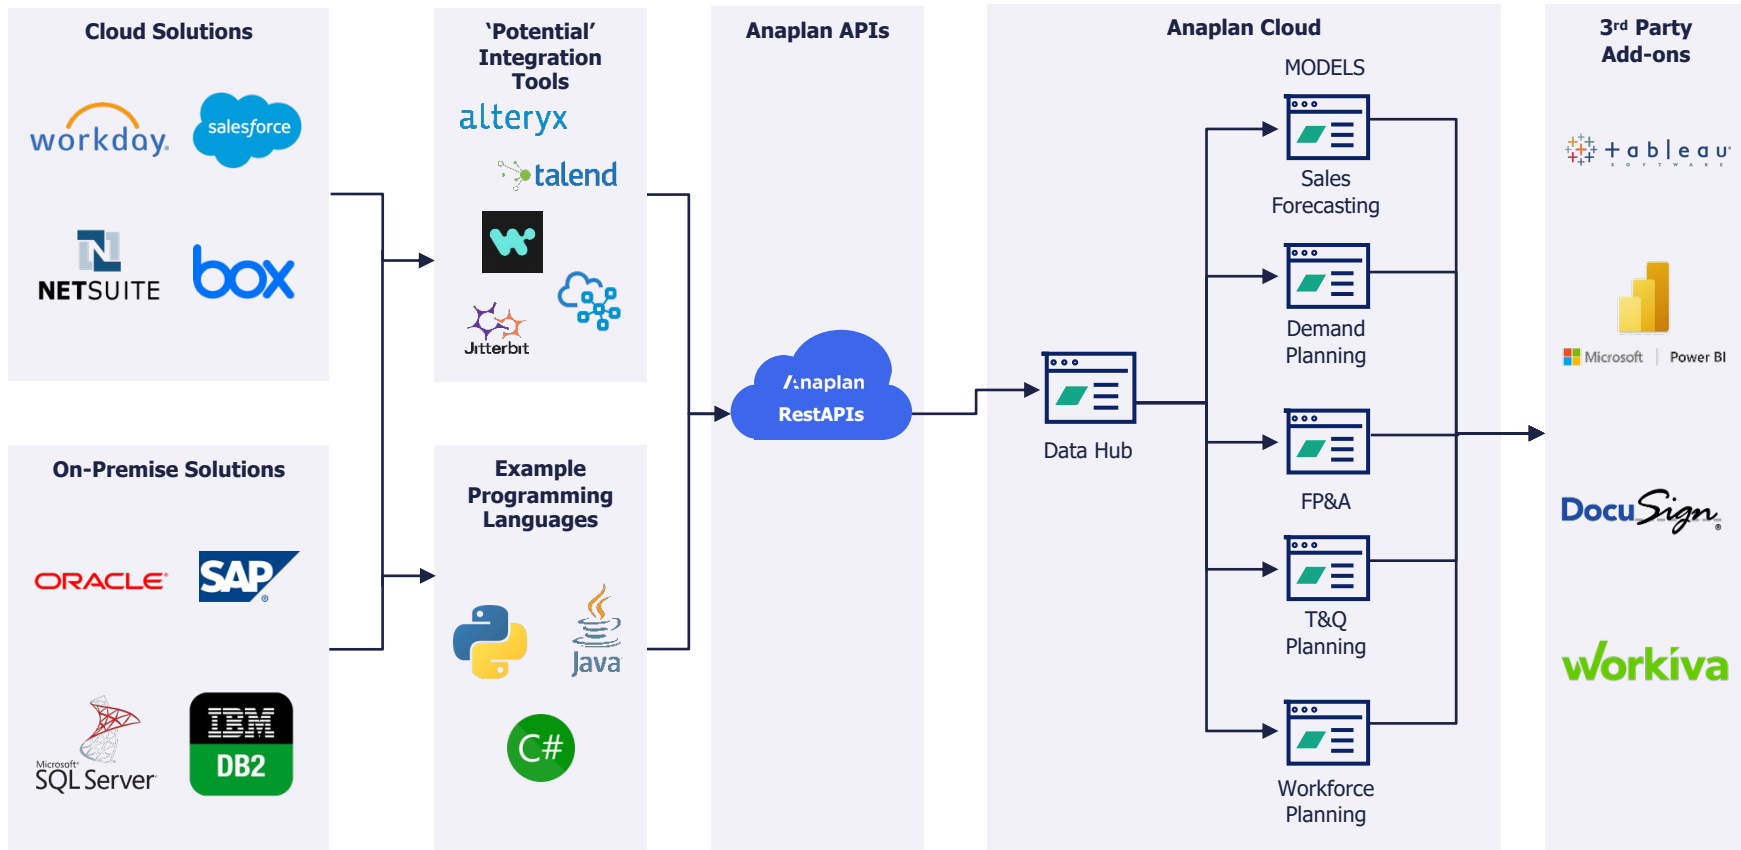 Cloud Solutions
workday.
salesforce
NETSUITE
box
On-Premise Solutions
ORACLE®
SAP®
Microsoft®
SQL Server®
IBM
DB2
‘Potential’
Integration
Tools
alteryx
talend
w
Jitterbit
Example
Programming
Languages
Java
C#
Anaplan APIs
Anaplan
RestAPIs
Anaplan Cloud
MODELS
Data Hub
Sales
Forecasting
Demand
Planning
FP&A
T&Q
Planning
Workforce
Planning
3rd Party
Add-ons
+ableau
SOFTWARE
Microsoft | Power BI
DocuSign®
workiva